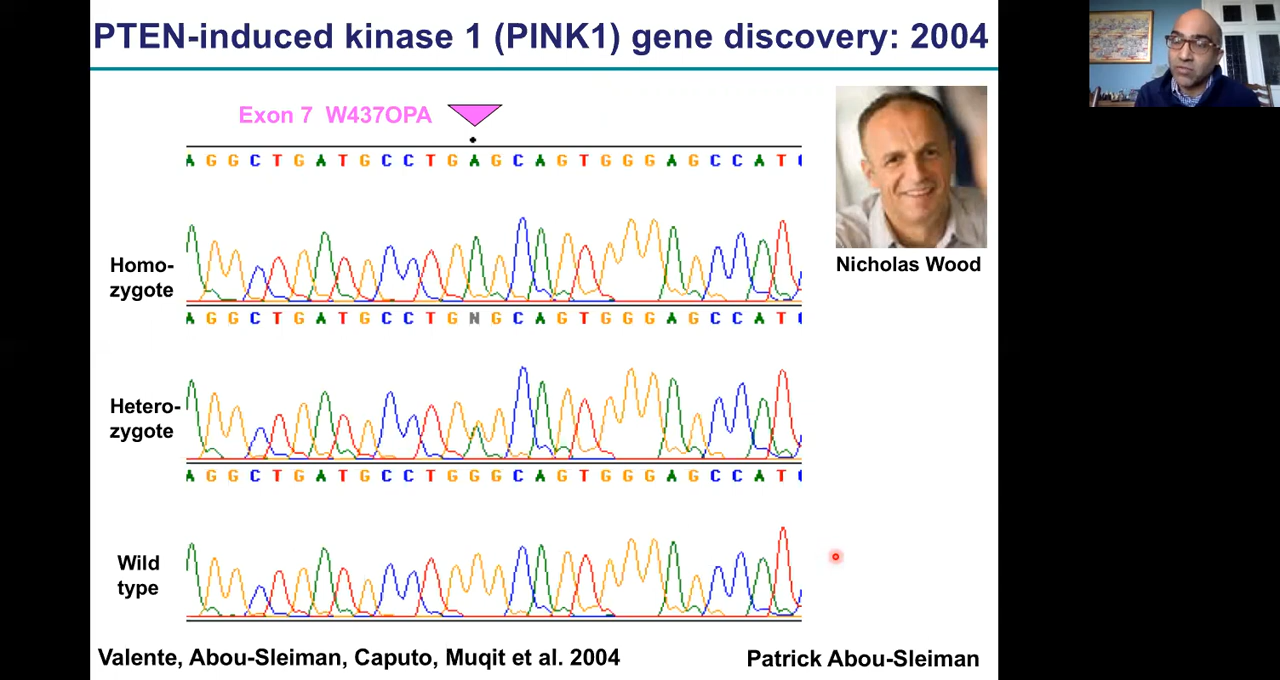 PTEN-induced kinase 1 (PINK1) gene discovery: 2004
Exon 7 W437OPA
A G G C T G A T G C C T G A G C A G T G G G A G C C A T C
Homo-
zygote
Nicholas Wood
A G G C T G A T G C C T G N G C A G T G G G A G C C A T C
Hetero-
zygote
A G G C T G A T G C C T G G G C A G T G G G A G C C A T C
Wild
type
Valente, Abou-Sleiman, Caputo, Muqit et al. 2004
Patrick Abou-Sleiman